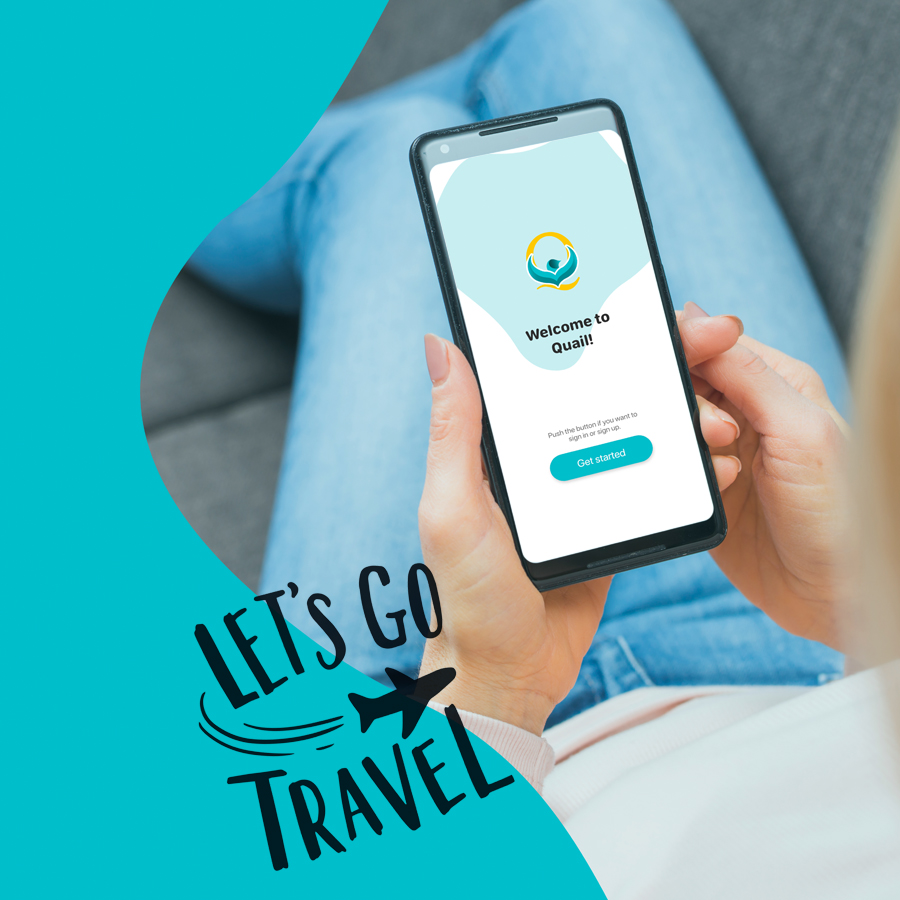 Welcome to
Quail!
Push the button if you want to
sign in or sign up.
Get started
LET'S GO
TRAVEL